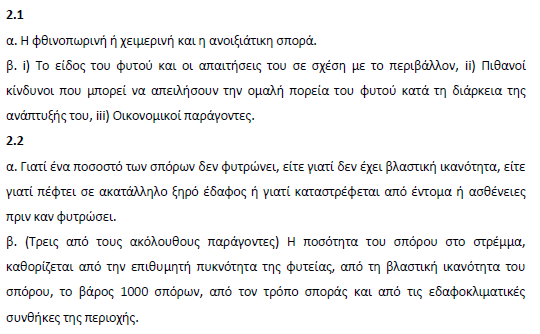 2.1
α. Η φθινοπωρινή ή χειμερινή και η ανοιξιάτικη σπορά.
β. i) Το είδος του φυτού και οι απαιτήσεις του σε σχέση με το περιβάλλον, ii) Πιθανοί
κίνδυνοι που μπορεί να απειλήσουν την ομαλή πορεία του φυτού κατά τη διάρκεια της
ανάπτυξής του, iii) Οικονομικοί παράγοντες.
2.2
α. Γιατί ένα ποσοστό των σπόρων δεν φυτρώνει, είτε γιατί δεν έχει βλαστική ικανότητα, είτε
γιατί πέφτει σε ακατάλληλο ξηρό έδαφος ή γιατί καταστρέφεται από έντομα ή ασθένειες
πριν καν φυτρώσει.
β. (Τρεις από τους ακόλουθους παράγοντες) Η ποσότητα του σπόρου στο στρέμμα,
καθορίζεται από την επιθυμητή πυκνότητα της φυτείας, από τη βλαστική ικανότητα του
σπόρου, το βάρος 1000 σπόρων, από τον τρόπο σποράς και από τις εδαφοκλιματικές
συνθήκες της περιοχής.